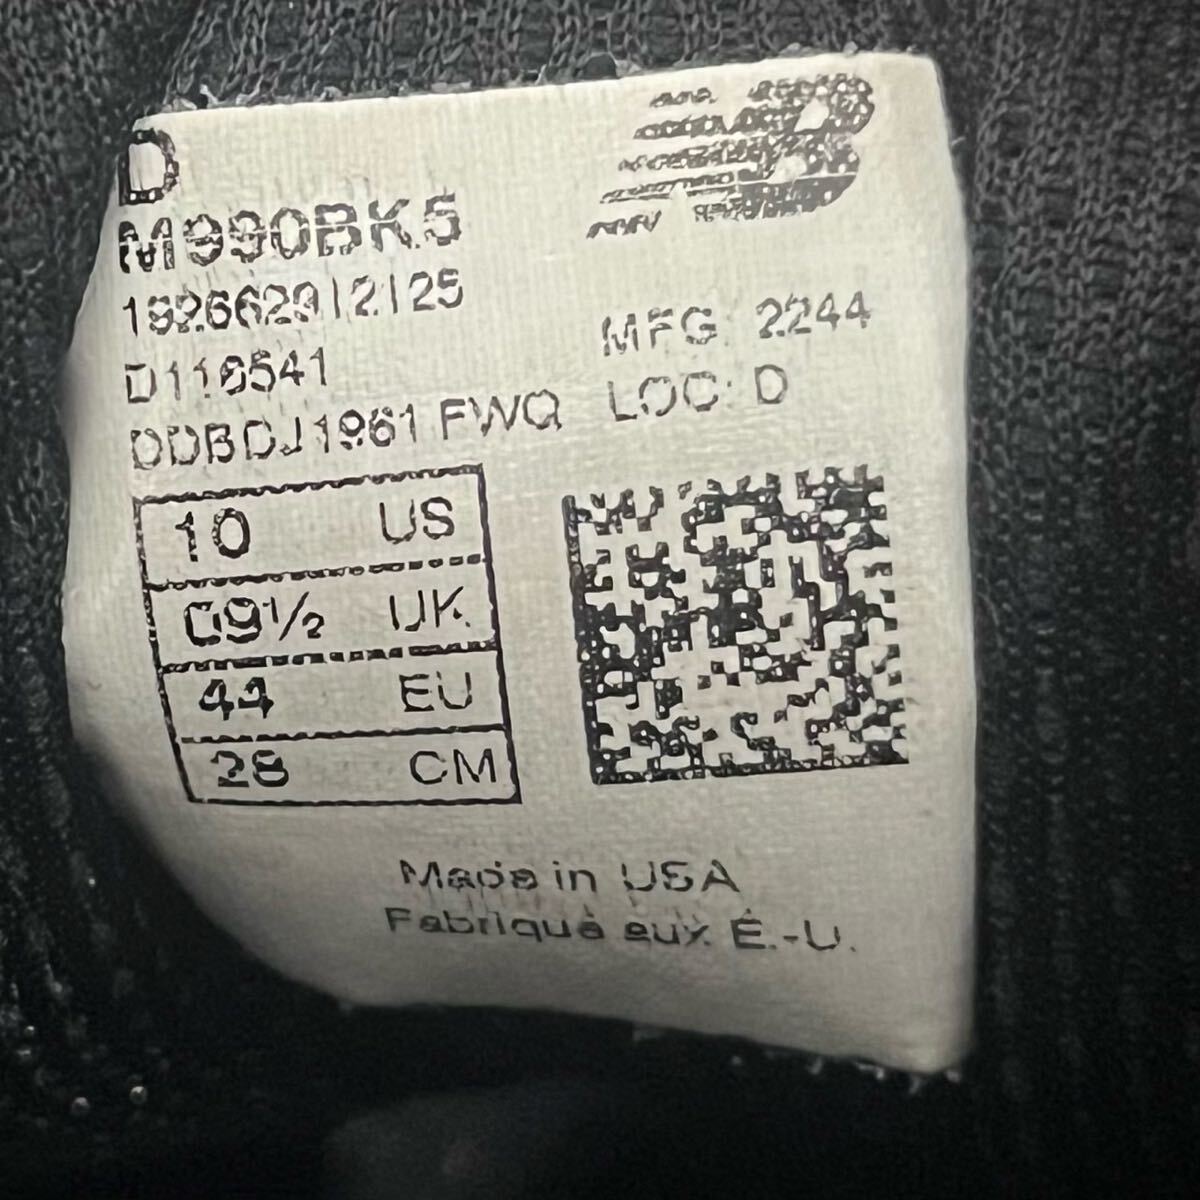 D
M990BK5
192662912125
D116541
DDBDJ1961 FWQ
MFG: 2244
LOC: D
10 US
09½ UK
44 EU
28 CM
Made in USA
Fabriqué aux É.-U.